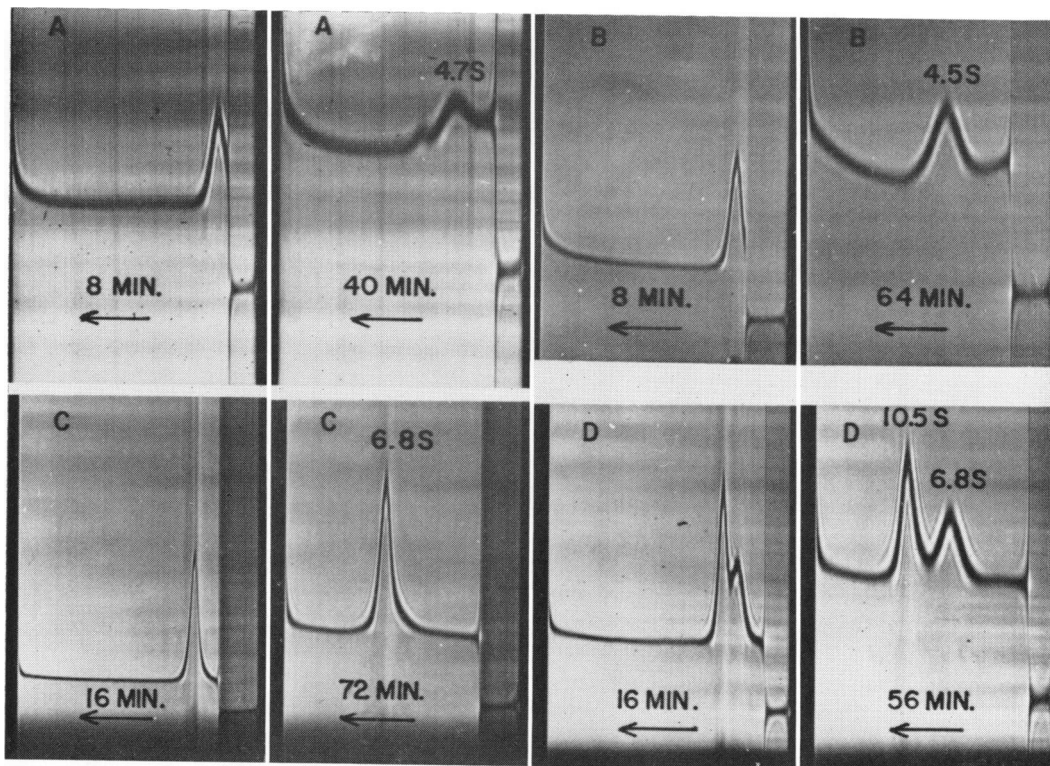 A
8 MIN.
A
4.7S
40 MIN.
B
8 MIN.
B
4.5S
64 MIN.
C
16 MIN.
C
6.8S
72 MIN.
D
16 MIN.
D
10.5S
6.8S
56 MIN.